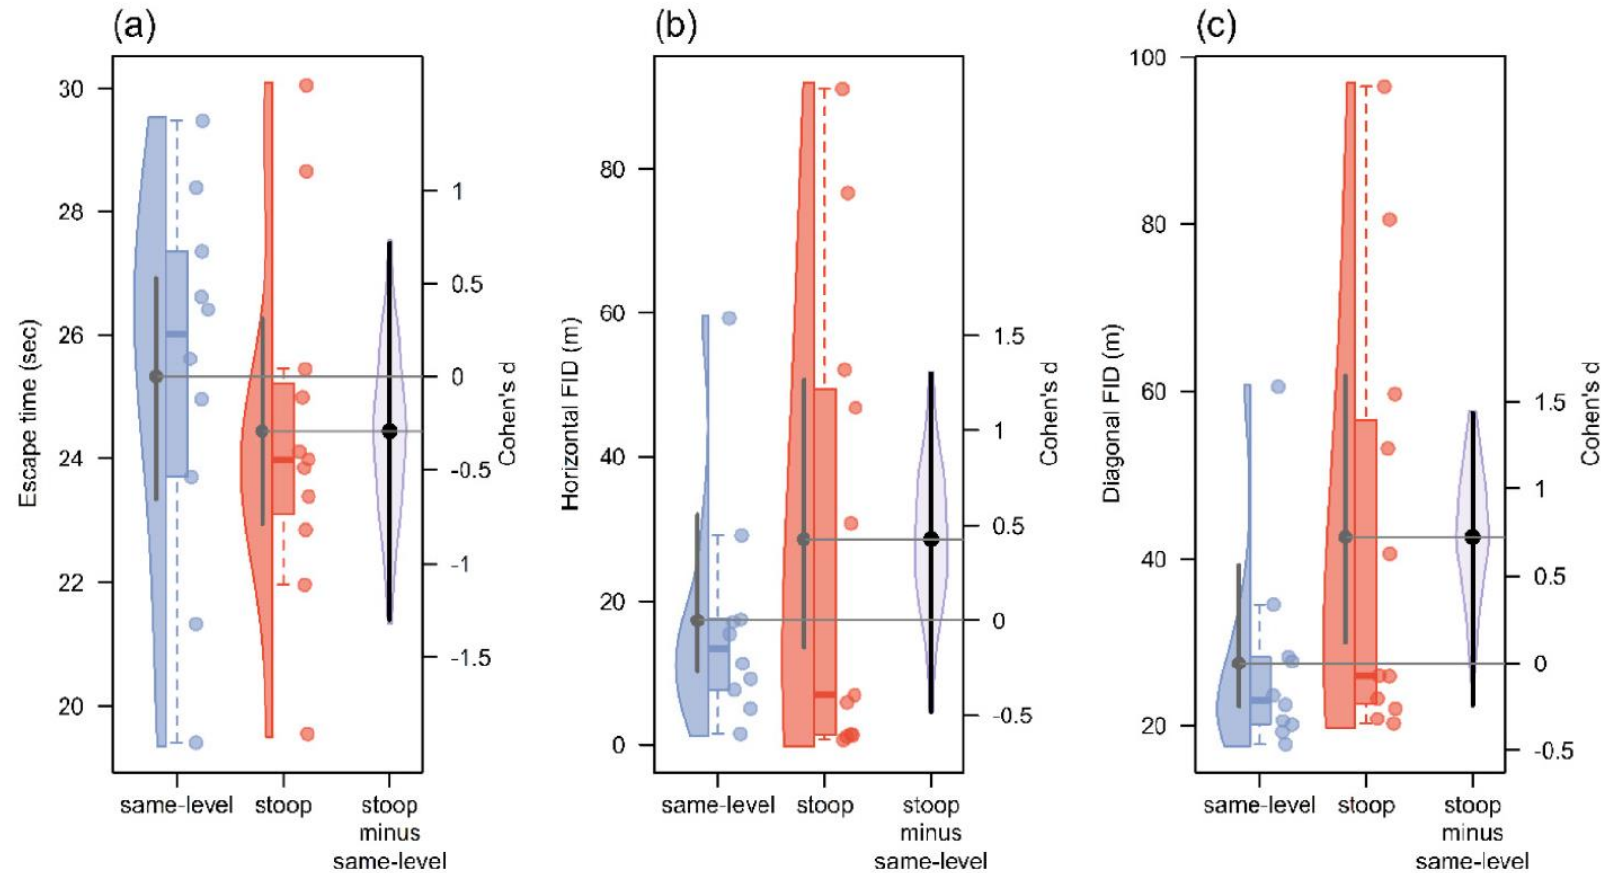 (a)
(b)
(c)
Escape time (sec)
30
28
26
24
22
20
1
0.5
0
-0.5
-1
-1.5
Cohen's d
same-level
stoop
stoop
minus
same-level
Horizontal FID (m)
80
60
40
20
0
1.5
1
0.5
0
-0.5
Cohen's d
same-level
stoop
stoop
minus
same-level
Diagonal FID (m)
100
80
60
40
20
1.5
1
0.5
0
-0.5
Cohen's d
same-level
stoop
stoop
minus
same-level